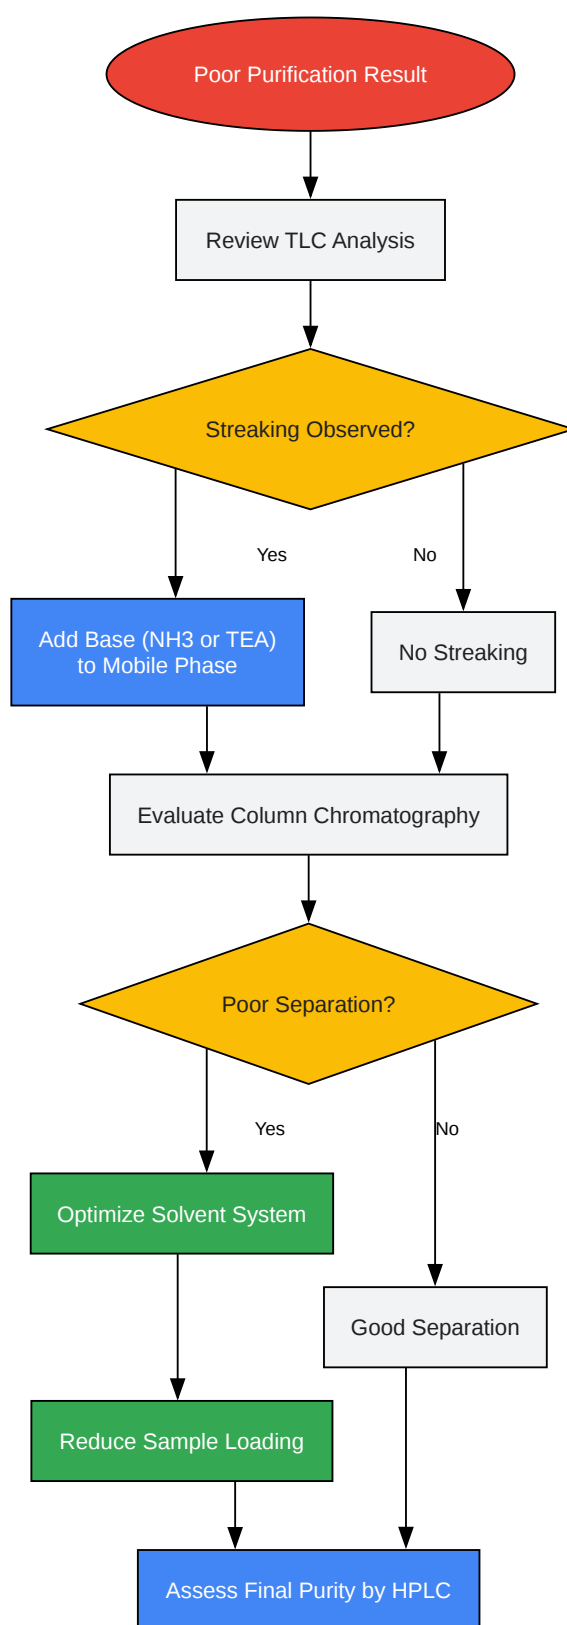 Poor Purification Result
Review TLC Analysis
Streaking Observed?
Yes
No
Add Base (NH3 or TEA)
to Mobile Phase
No Streaking
Evaluate Column Chromatography
Poor Separation?
Yes
No
Optimize Solvent System
Good Separation
Reduce Sample Loading
Assess Final Purity by HPLC